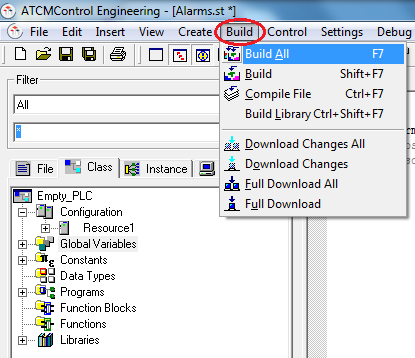 ATCMControl Engineering - [Alarms.st *]
File Edit Insert View Create Build Control Settings Debug
Build All F7
Build Shift+F7
Compile File Ctrl+F7
Build Library Ctrl+Shift+F7
Download Changes All
Download Changes
Full Download All
Full Download
Filter
All
*
File Class Instance
Empty_PLC
Configuration
Resource1
Global Variables
Constants
Data Types
Programs
Function Blocks
Functions
Libraries